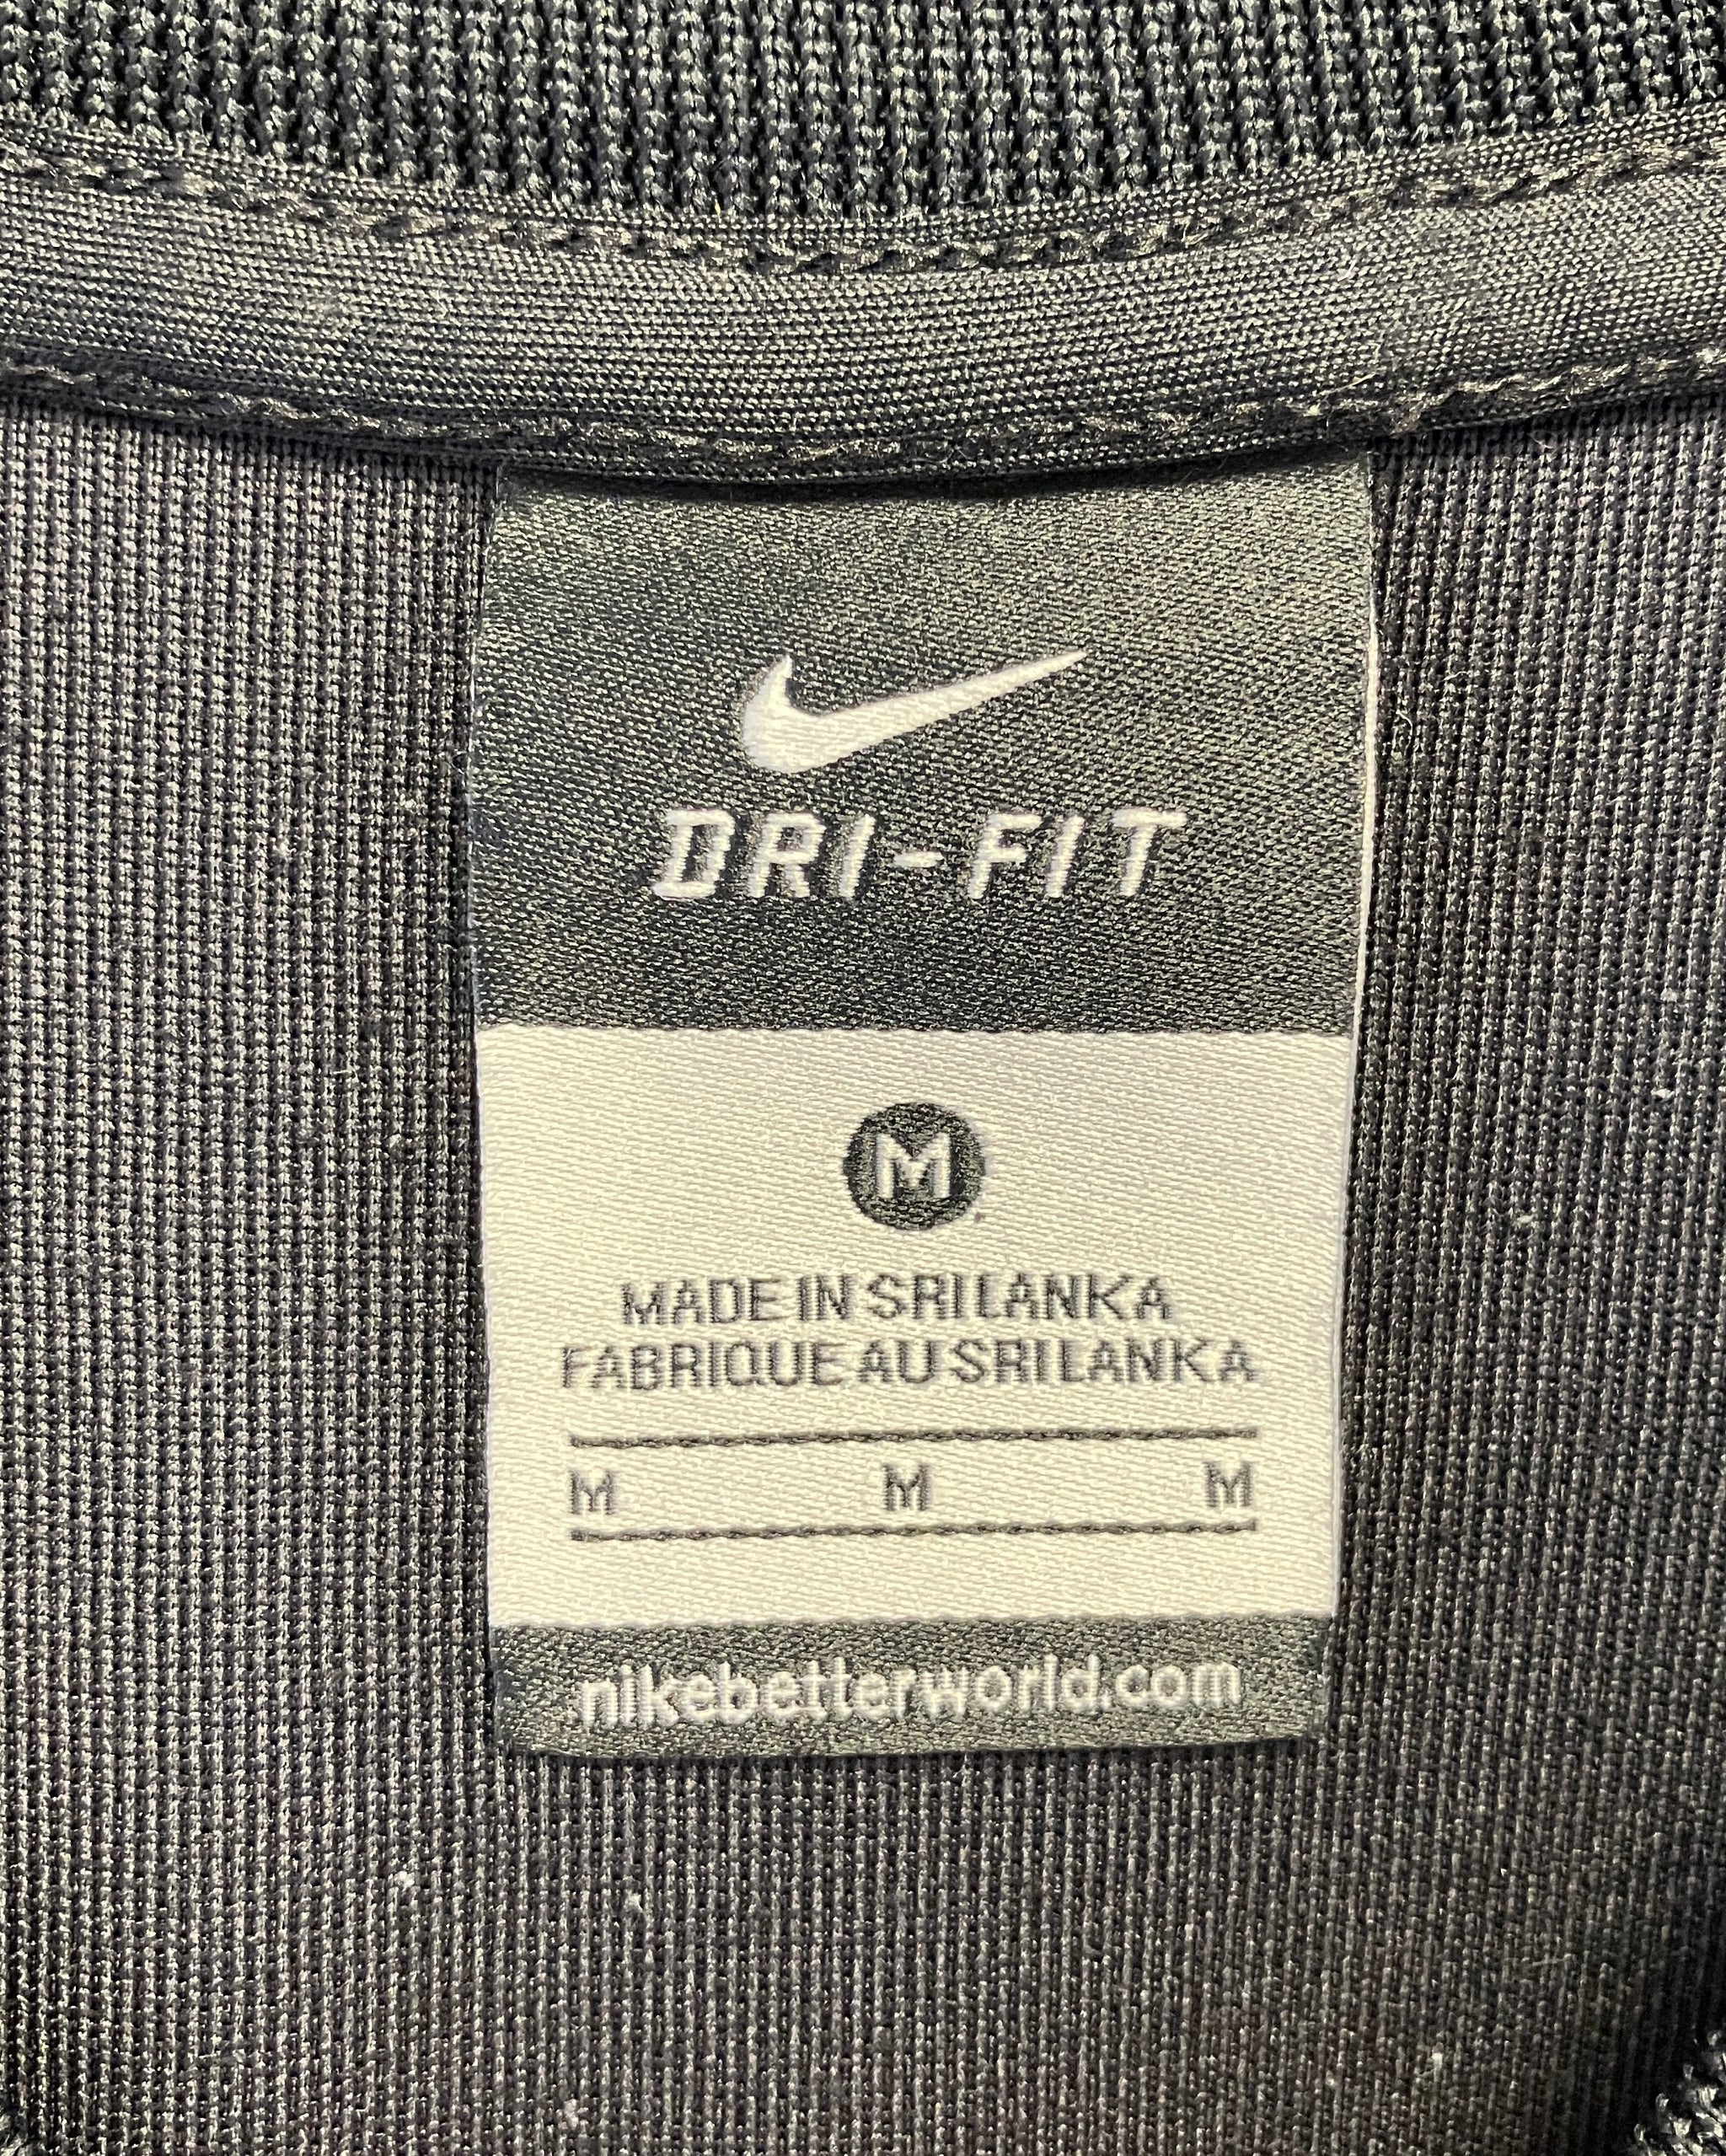 DRI-FIT
M
MADE IN SRI LANKA
FABRIQUE AU SRI LANKA
M M M
nikebetterworld.com